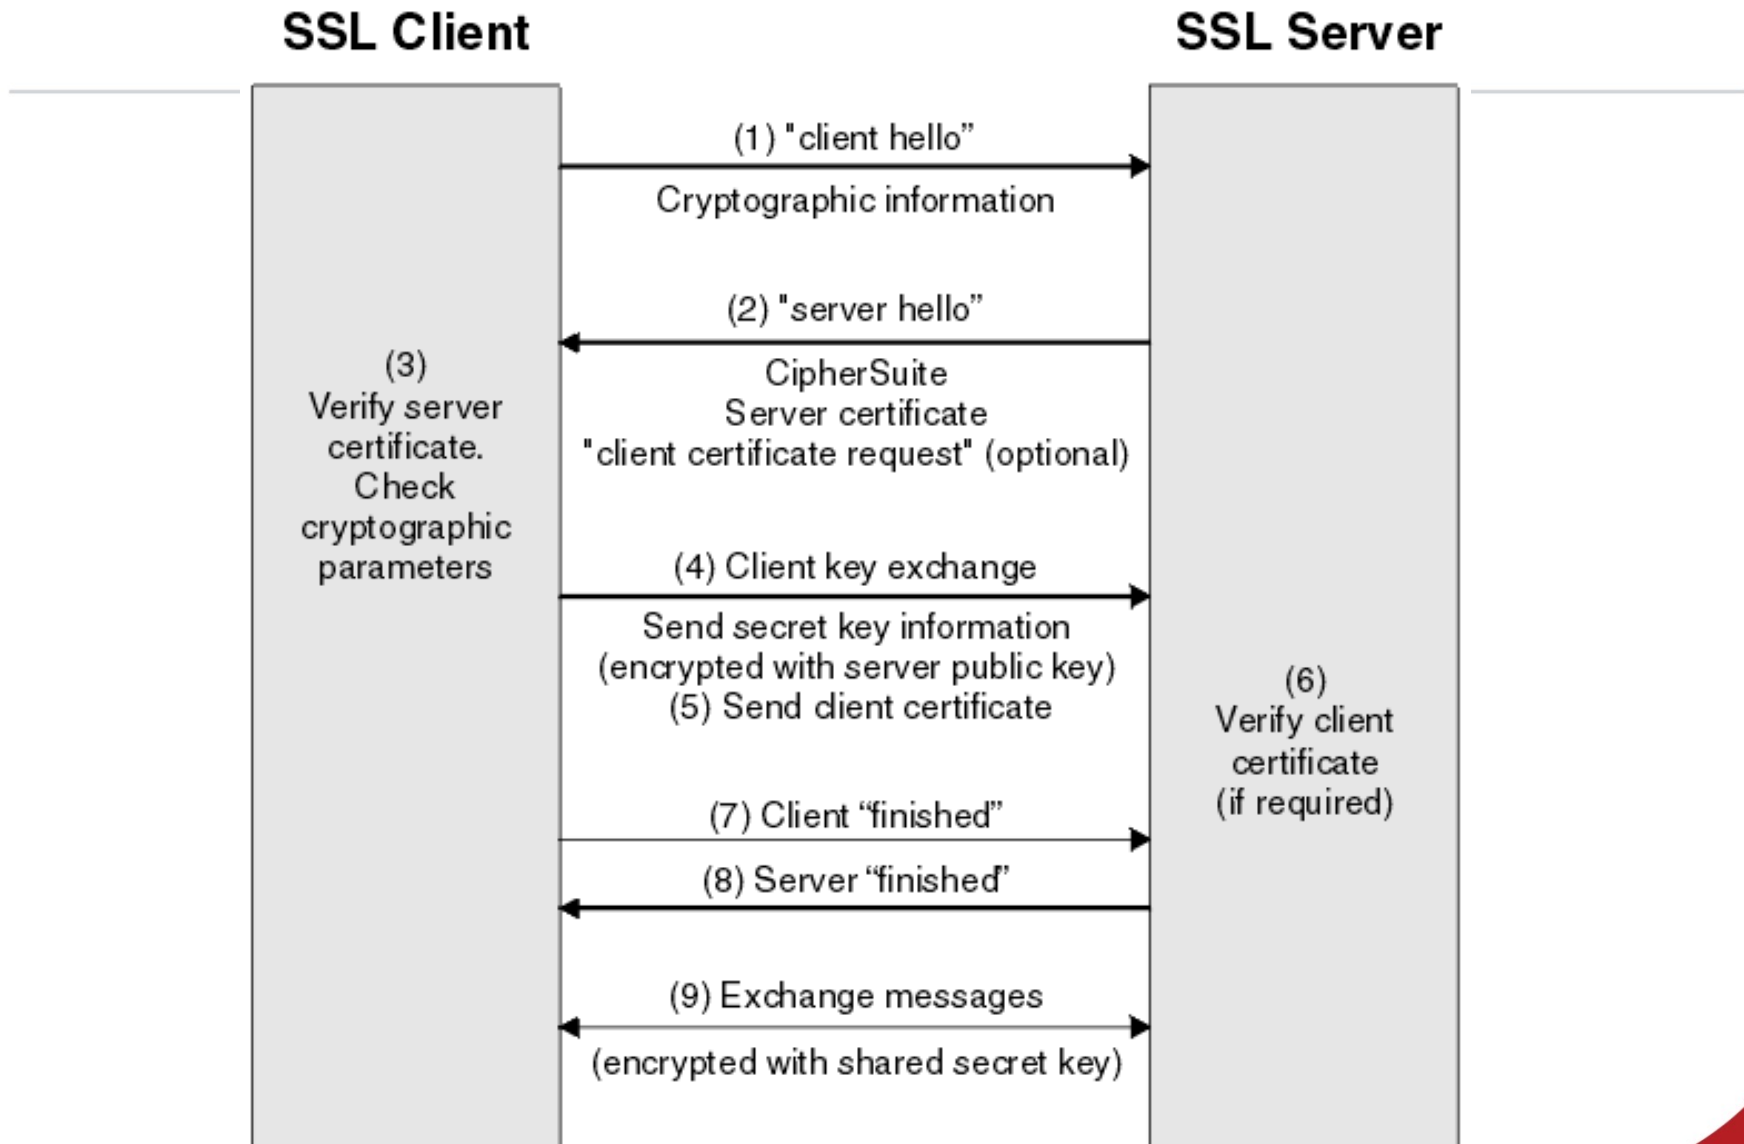 SSL Client
SSL Server
(1) "client hello”
Cryptographic information
(2) "server hello”
CipherSuite
Server certificate
"client certificate request" (optional)
(3)
Verify server
certificate.
Check
cryptographic
parameters
(4) Client key exchange
Send secret key information
(encrypted with server public key)
(5) Send client certificate
(6)
Verify client
certificate
(if required)
(7) Client “finished”
(8) Server “finished”
(9) Exchange messages
(encrypted with shared secret key)